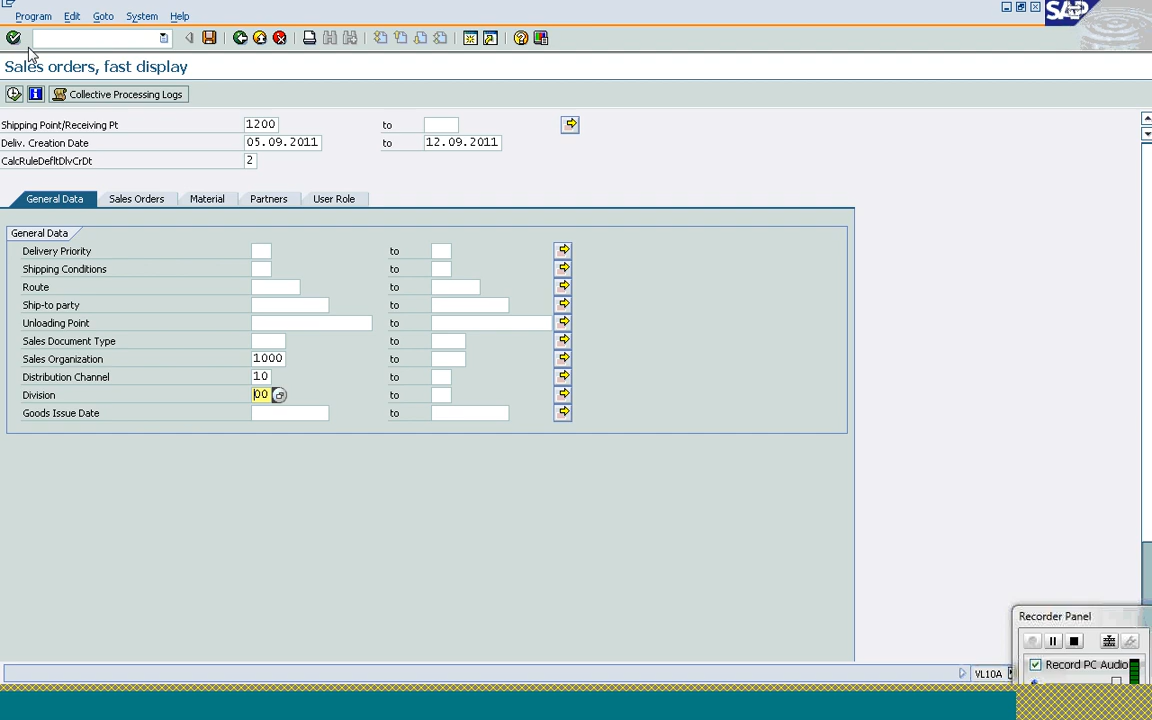 Program Edit Goto System Help
SAP
Sales orders, fast display
Collective Processing Logs
Shipping Point/Receiving Pt 1200 to
Deliv. Creation Date 05.09.2011 to 12.09.2011
CalcRuleDefltDlvCrDt 2
General Data Sales Orders Material Partners User Role
General Data
Delivery Priority to
Shipping Conditions to
Route to
Ship-to party to
Unloading Point to
Sales Document Type to
Sales Organization 1000 to
Distribution Channel 10 to
Division 00 to
Goods Issue Date to
Recorder Panel
Record PC Audio
VL10A